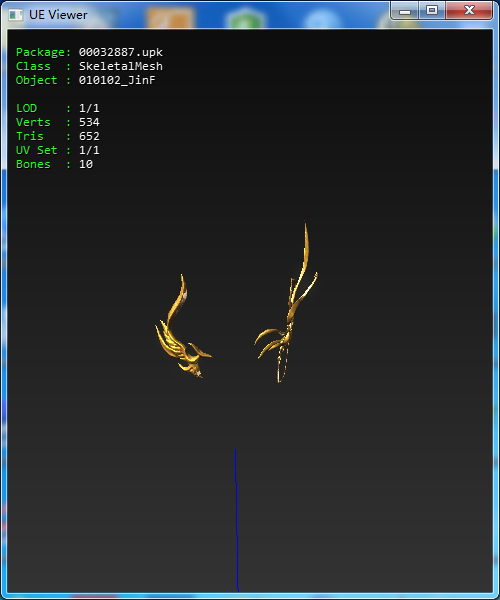 UE Viewer
Package: 00032887.upk
Class : SkeletalMesh
Object : 010102_JinF
LOD : 1/1
Verts : 534
Tris : 652
UV Set : 1/1
Bones : 10